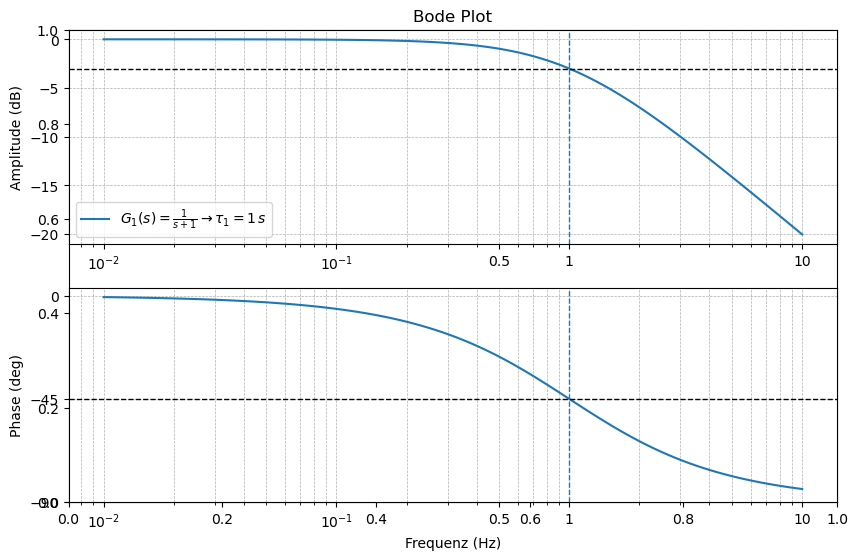 Bode Plot
1.0
0
−5
0.8
−10
−15
0.6
−20
Amplitude (dB)
G₁(s) = 1/(s+1) → τ₁ = 1 s
10⁻² 10⁻¹ 0.5 1 10
0
0.4
−45
0.2
Phase (deg)
0.0 10⁻² 0.2 10⁻¹ 0.4 0.5 0.6 1 0.8 10 1.0
Frequenz (Hz)